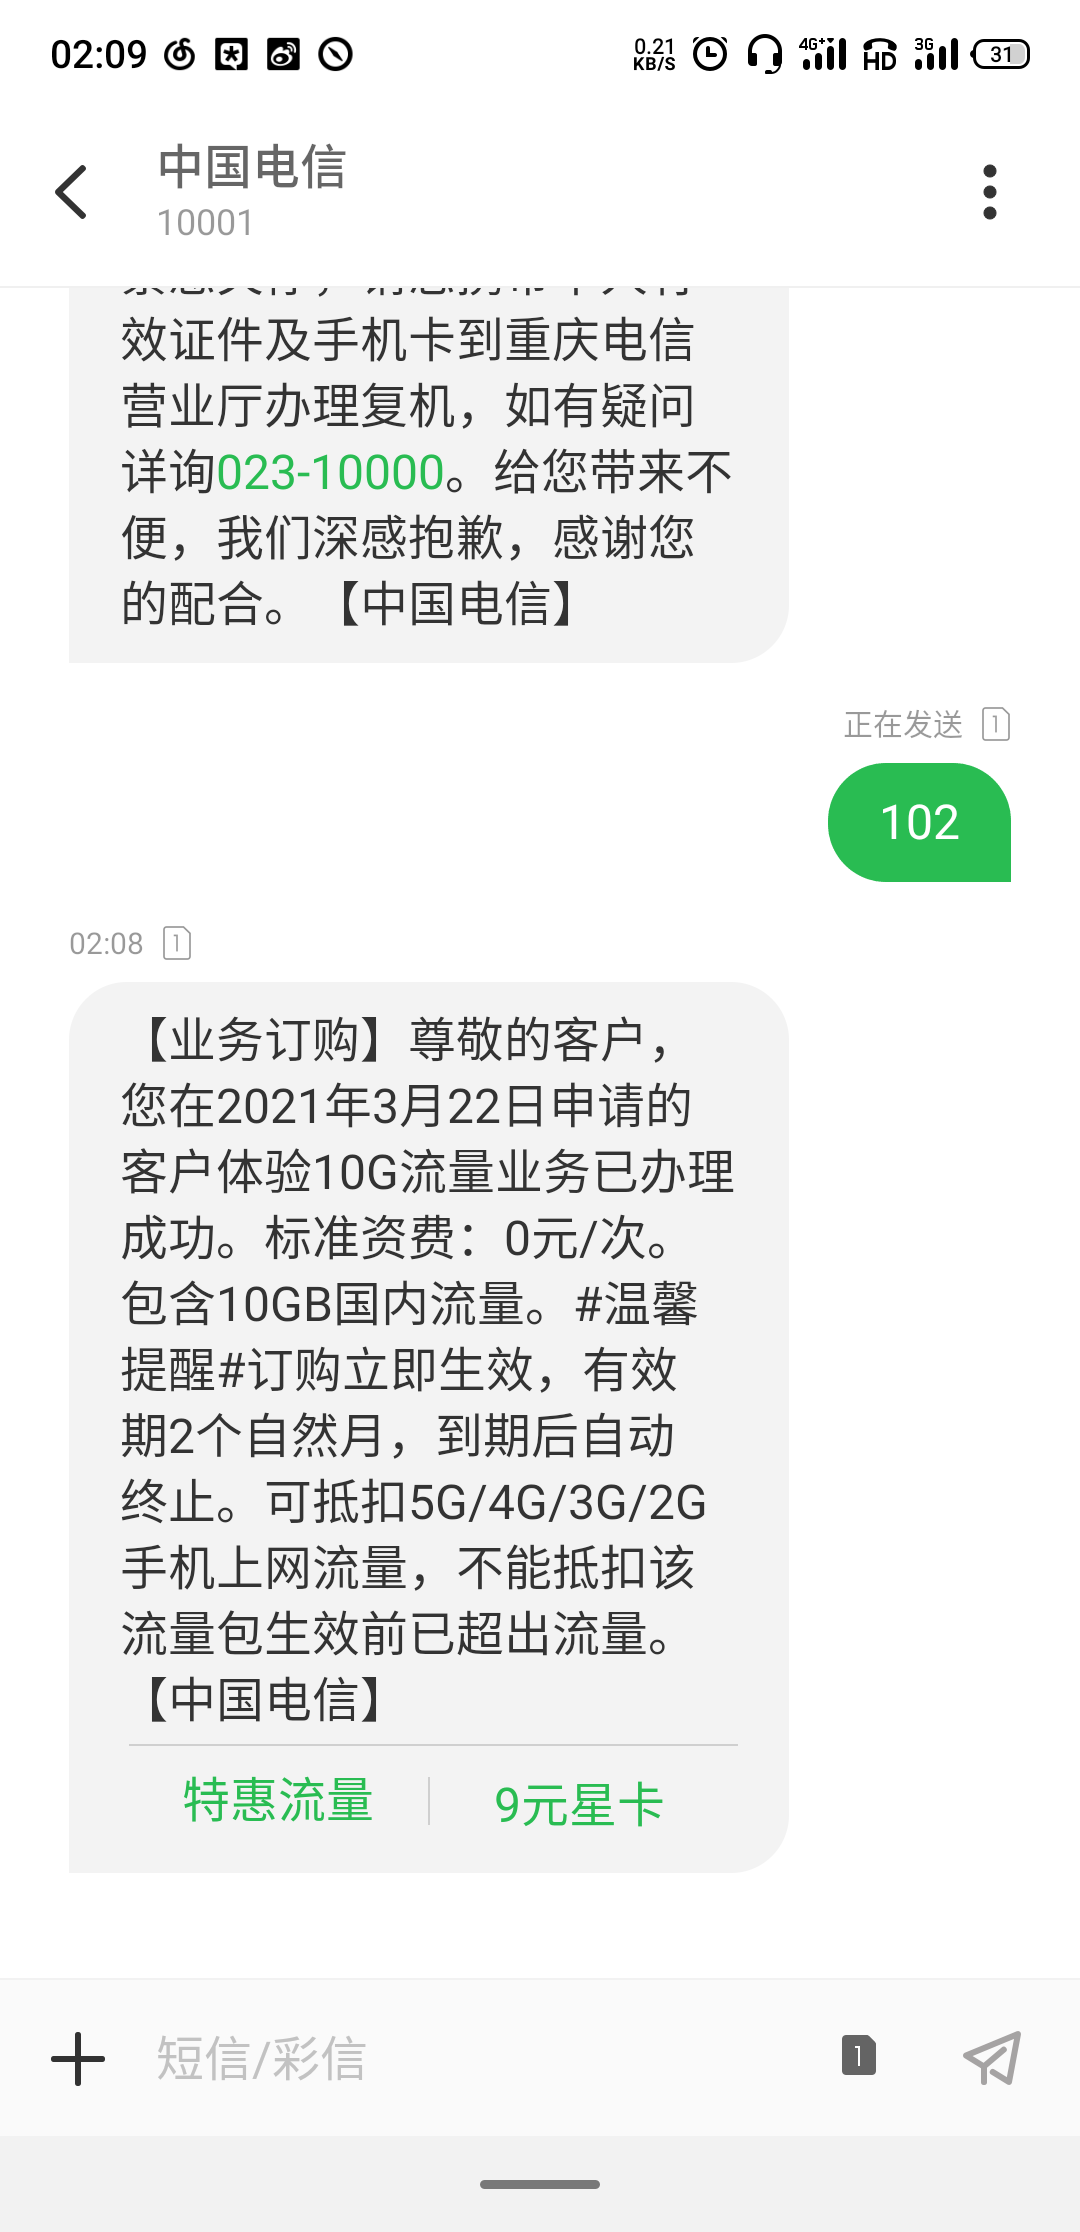 02:09
0.21
KB/S
4G+
HD
3G
31
中国电信
10001
效证件及手机卡到重庆电信
营业厅办理复机，如有疑问
详询023-10000。给您带来不
便，我们深感抱歉，感谢您
的配合。【中国电信】
正在发送 1
102
02:08 1
【业务订购】尊敬的客户，
您在2021年3月22日申请的
客户体验10G流量业务已办理
成功。标准资费：0元/次。
包含10GB国内流量。#温馨
提醒#订购立即生效，有效
期2个自然月，到期后自动
终止。可抵扣5G/4G/3G/2G
手机上网流量，不能抵扣该
流量包生效前已超出流量。
【中国电信】
特惠流量
9元星卡
短信/彩信
1